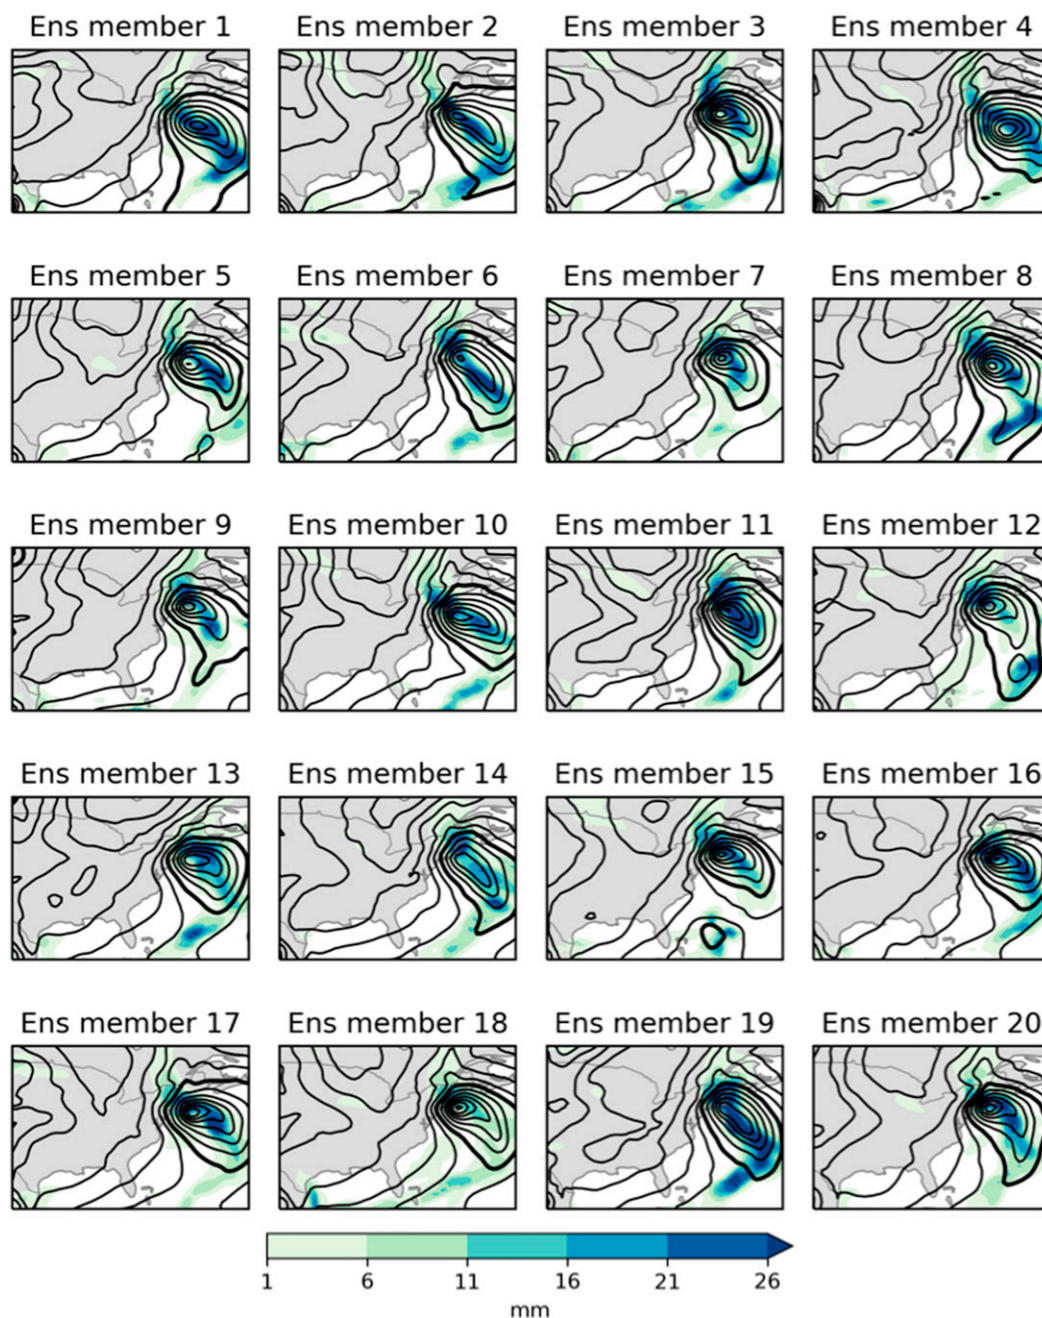 Ens member 1 Ens member 2 Ens member 3 Ens member 4
Ens member 5 Ens member 6 Ens member 7 Ens member 8
Ens member 9 Ens member 10 Ens member 11 Ens member 12
Ens member 13 Ens member 14 Ens member 15 Ens member 16
Ens member 17 Ens member 18 Ens member 19 Ens member 20
1 6 11 16 21 26
mm